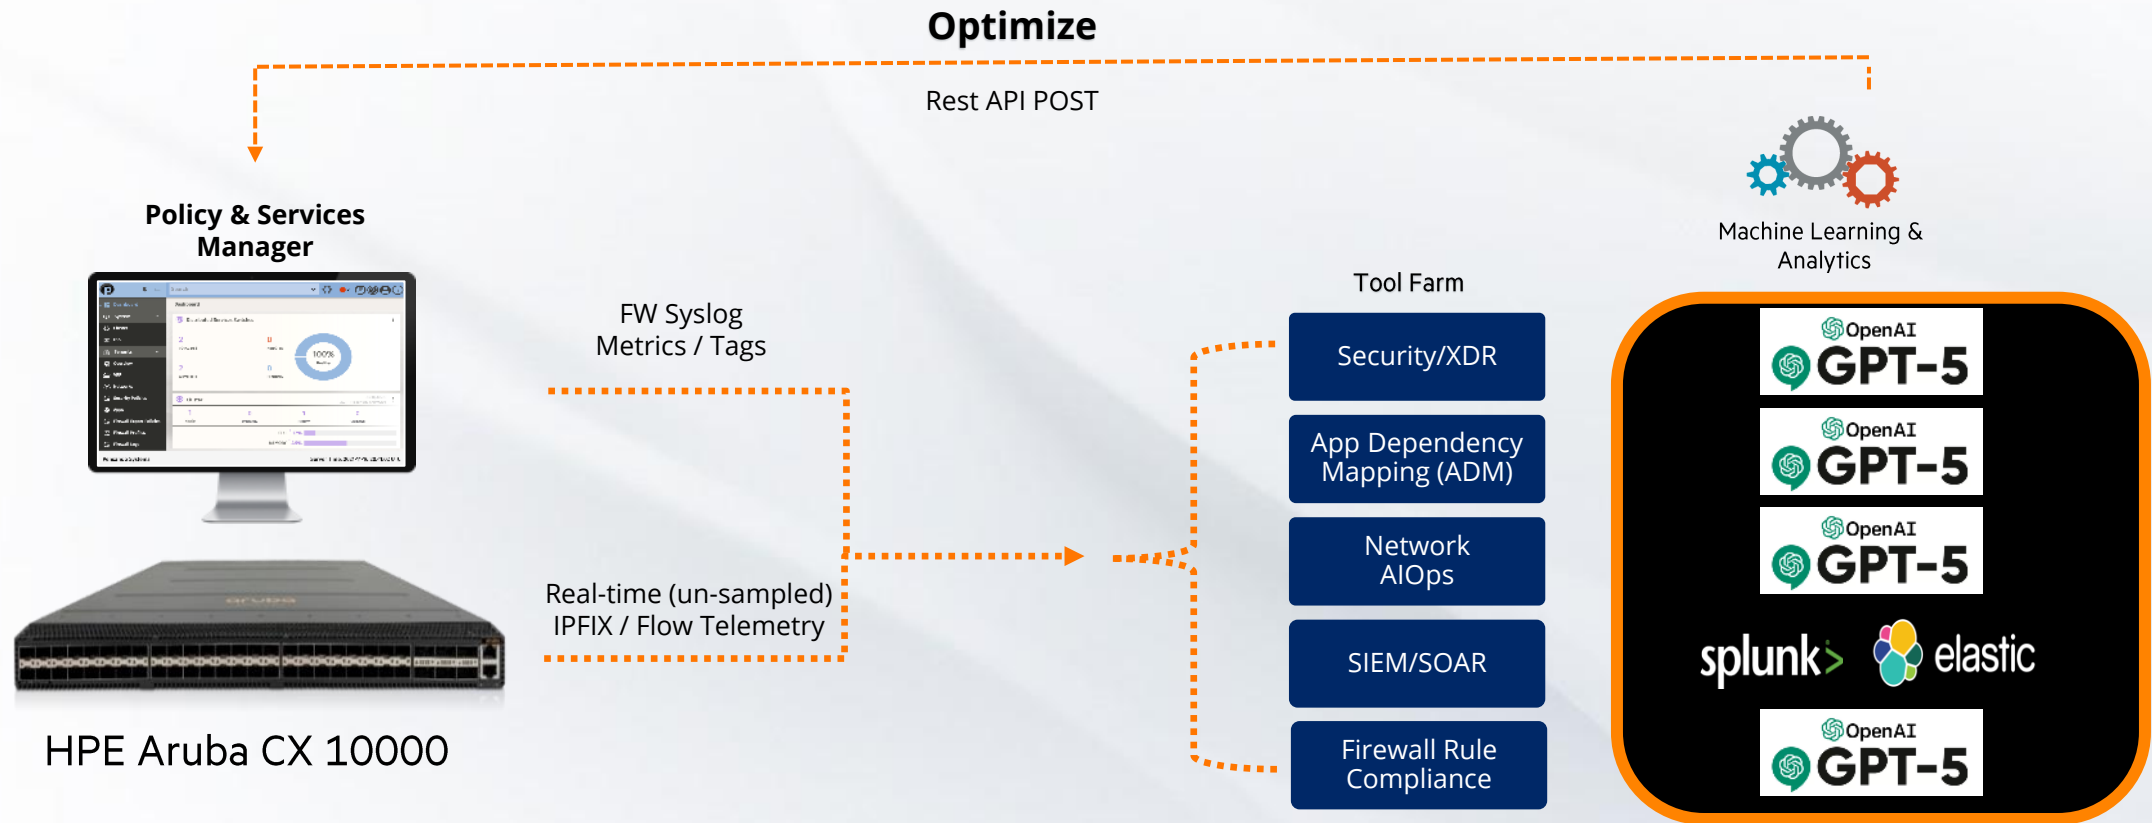 Optimize
Rest API POST
Policy & Services
Manager
100%
aruba
HPE Aruba CX 10000
FW Syslog
Metrics / Tags
Real-time (un-sampled)
IPFIX / Flow Telemetry
Tool Farm
Security/XDR
App Dependency
Mapping (ADM)
Network
AIOps
SIEM/SOAR
Firewall Rule
Compliance
Machine Learning &
Analytics
OpenAI
GPT-5
OpenAI
GPT-5
OpenAI
GPT-5
splunk>
elastic
OpenAI
GPT-5